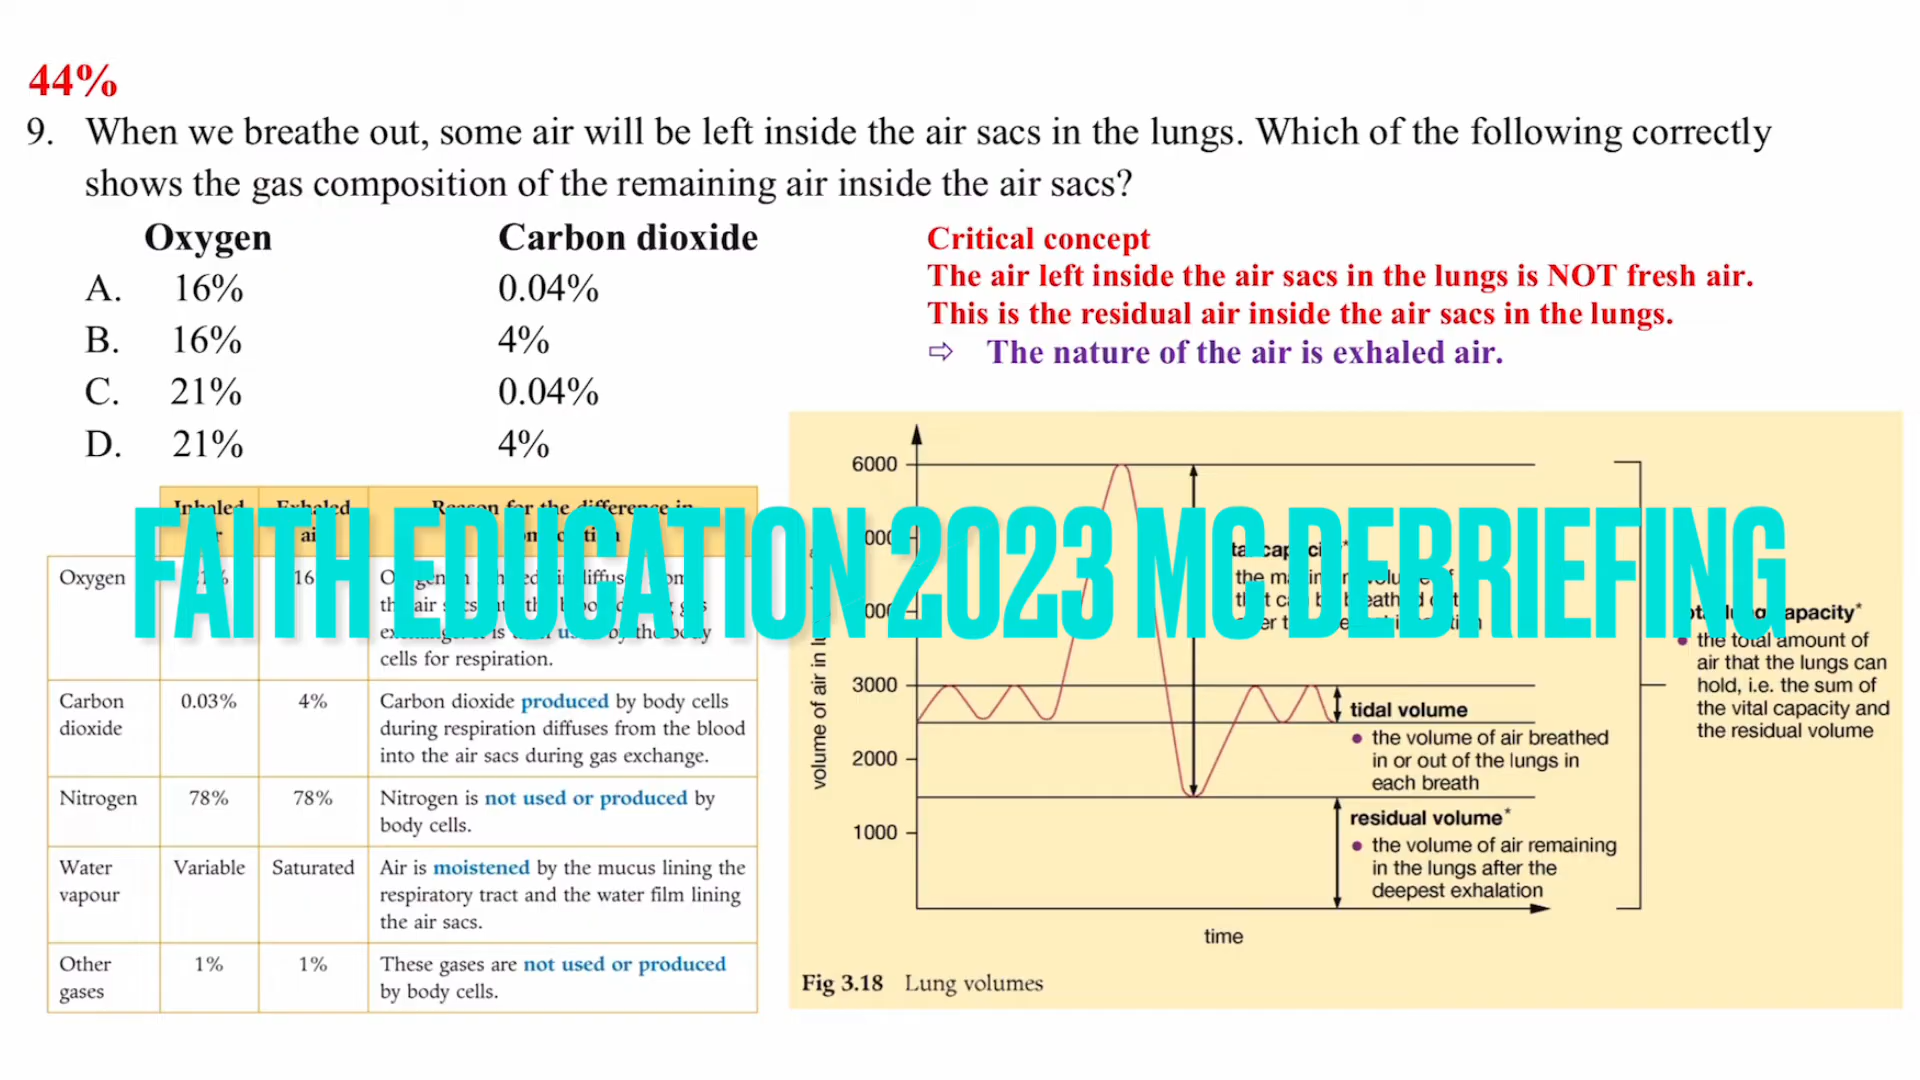 44%
9. When we breathe out, some air will be left inside the air sacs in the lungs. Which of the following correctly
shows the gas composition of the remaining air inside the air sacs?
Oxygen Carbon dioxide
A. 16% 0.04%
B. 16% 4%
C. 21% 0.04%
D. 21% 4%
Critical concept
The air left inside the air sacs in the lungs is NOT fresh air.
This is the residual air inside the air sacs in the lungs.
⇨ The nature of the air is exhaled air.
FAITH EDUCATION 2023 MC DEBRIEFING
Inhaled Exhaled Reason for the difference in
Oxygen
cells for respiration.
Carbon
dioxide
0.03% 4%
Carbon dioxide produced by body cells
during respiration diffuses from the blood
into the air sacs during gas exchange.
Nitrogen 78% 78%
Nitrogen is not used or produced by
body cells.
Water
vapour
Variable Saturated
Air is moistened by the mucus lining the
respiratory tract and the water film lining
the air sacs.
Other
gases
1% 1%
These gases are not used or produced
by body cells.
6000
3000
2000
1000
volume of air in
time
tidal volume
• the volume of air breathed
in or out of the lungs in
each breath
residual volume*
• the volume of air remaining
in the lungs after the
deepest exhalation
capacity*
• the total amount of
air that the lungs can
hold, i.e. the sum of
the vital capacity and
the residual volume
Fig 3.18 Lung volumes